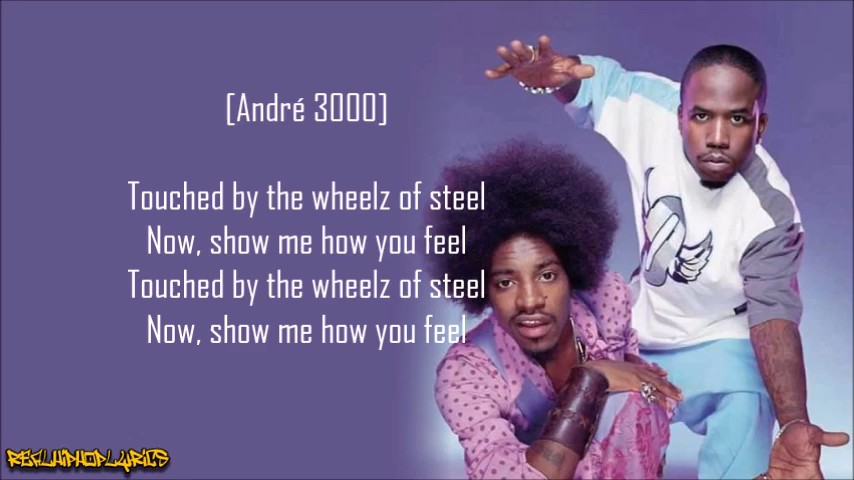 [André 3000]
Touched by the wheelz of steel
Now, show me how you feel
Touched by the wheelz of steel
Now, show me how you feel
REALHIPHOPLYRICS